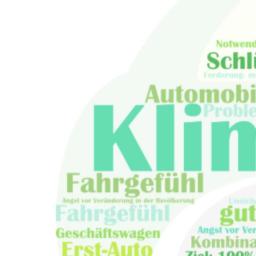 Notwend
Schlü
Forderung: m
Automobi
Proble
Klin
Fahrgefühl
Angst vor Veränderung in der Bevölkerung
Fahrgefühl
gut
Geschäftswagen
Angst vor Ver
Erst-Auto
Kombina
Ziel: 100%